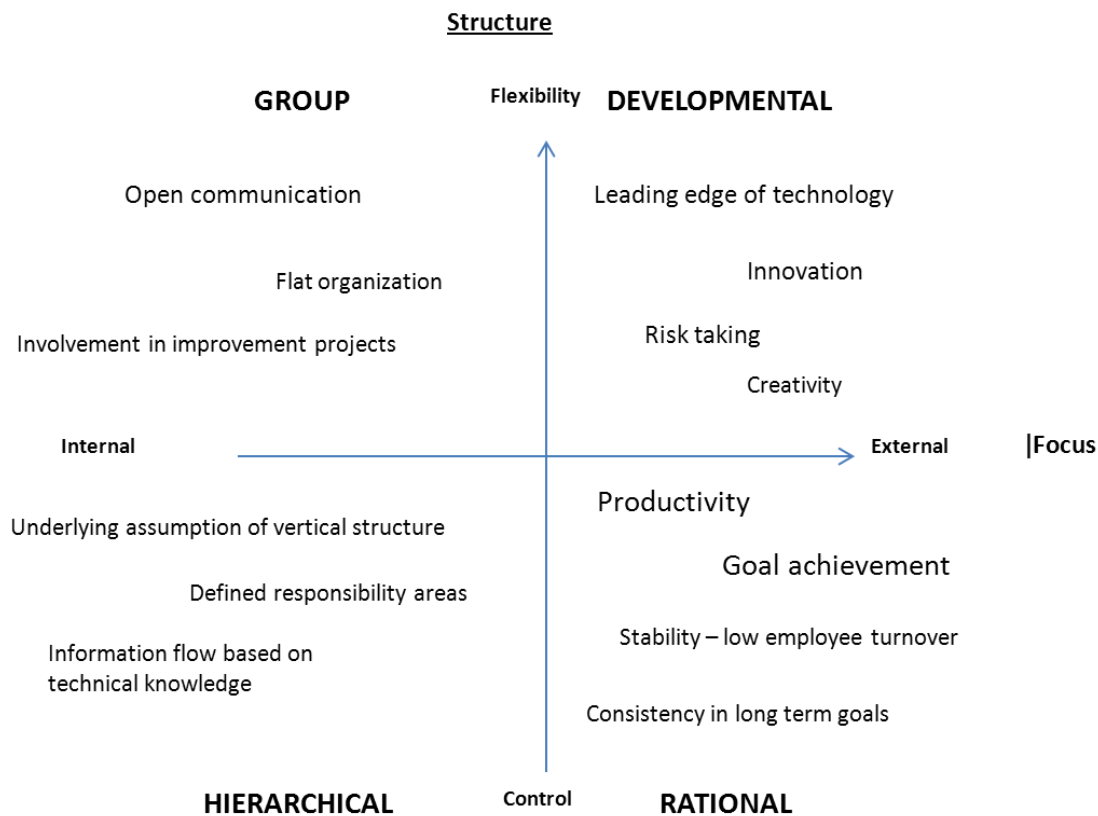 Structure
GROUP
Flexibility
DEVELOPMENTAL
Open communication
Leading edge of technology
Flat organization
Innovation
Involvement in improvement projects
Risk taking
Creativity
Internal
External
|Focus
Underlying assumption of vertical structure
Productivity
Defined responsibility areas
Goal achievement
Information flow based on
technical knowledge
Stability – low employee turnover
Consistency in long term goals
HIERARCHICAL
Control
RATIONAL